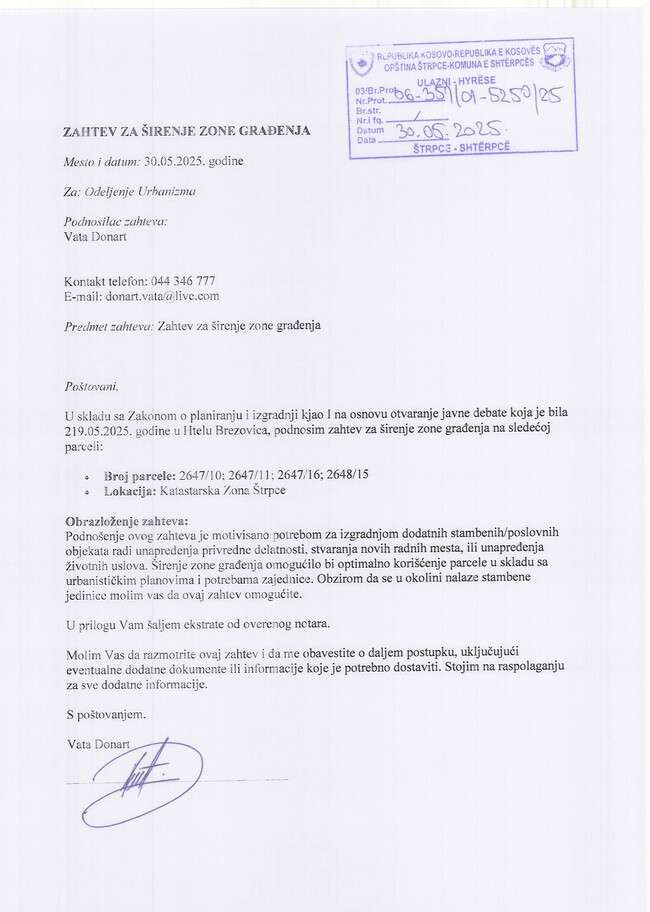 REPUBLIKA KOSOVO-REPUBLIKA E KOSOVËS
OPŠTINA ŠTRPCE-KOMUNA E SHTËRPCËS
ULAZNI - HYRËSE
03/Br.Prot.
Nr.Prot. 06-357/01-5250/25
Br.str.
Nr.i fq. /
Datum
Data 30.05.2025.
ŠTRPCE - SHTËRPCË
ZAHTEV ZA ŠIRENJE ZONE GRAĐENJA
Mesto i datum: 30.05.2025. godine
Za: Odeljenje Urbanizma
Podnosilac zahteva:
Vata Donart
Kontakt telefon: 044 346 777
E-mail: donart.vata@live.com
Predmet zahteva: Zahtev za širenje zone građenja
Poštovani,
U skladu sa Zakonom o planiranju i izgradnji kjao I na osnovu otvaranje javne debate koja je bila
219.05.2025. godine u Htelu Brezovica, podnosim zahtev za širenje zone građenja na sledećoj
parceli:
• Broj parcele: 2647/10; 2647/11; 2647/16; 2648/15
• Lokacija: Katastarska Zona Štrpce
Obrazloženje zahteva:
Podnošenje ovog zahteva je motivisano potrebom za izgradnjom dodatnih stambenih/poslovnih
objekata radi unapređenja privredne delatnosti, stvaranja novih radnih mesta, ili unapređenja
životnih uslova. Širenje zone građenja omogućilo bi optimalno korišćenje parcele u skladu sa
urbanističkim planovima i potrebama zajednice. Obzirom da se u okolini nalaze stambene
jedinice molim vas da ovaj zahtev omogućite.
U prilogu Vam šaljem ekstrate od overenog notara.
Molim Vas da razmotrite ovaj zahtev i da me obavestite o daljem postupku, uključujući
eventualne dodatne dokumente ili informacije koje je potrebno dostaviti. Stojim na raspolaganju
za sve dodatne informacije.
S poštovanjem,
Vata Donart